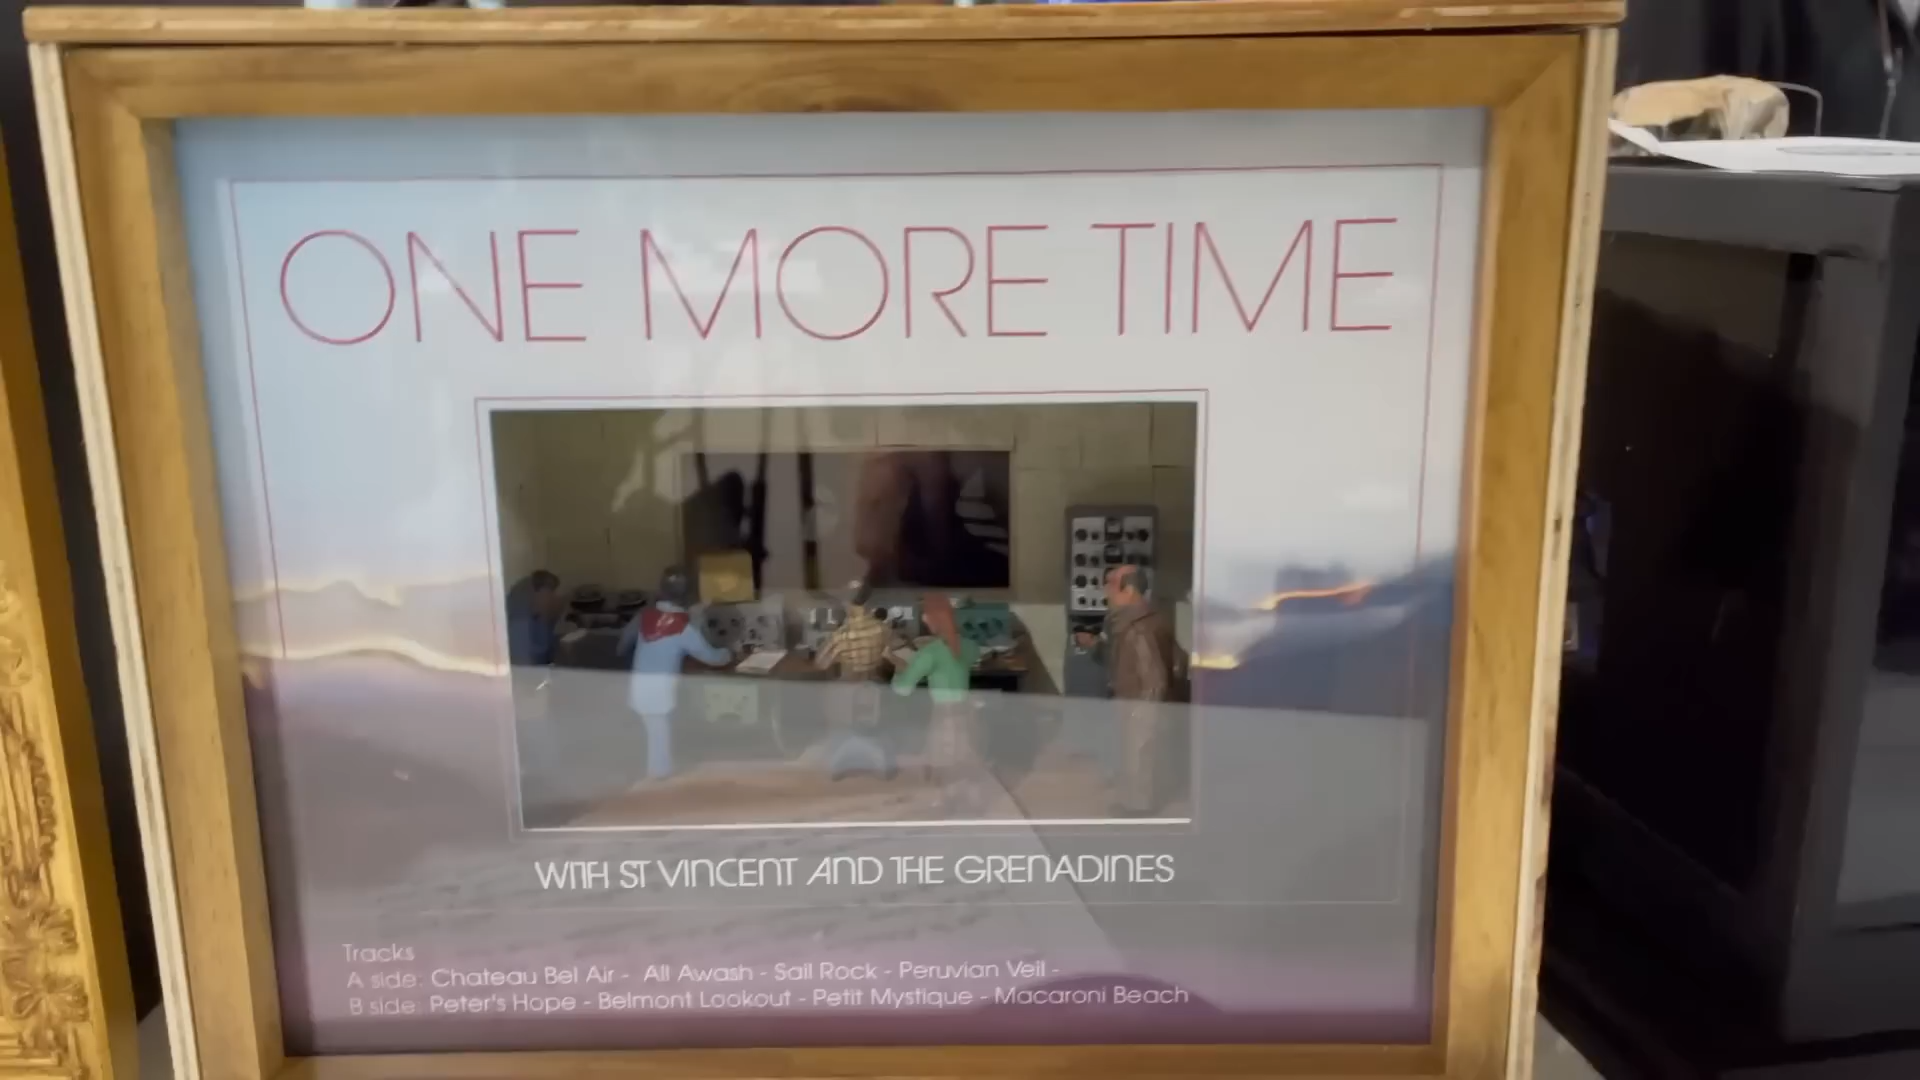 ONE MORE TIME
WITH ST VINCENT AND THE GRENADINES
Tracks
A side: Chateau Bel Air - All Awash - Sail Rock - Peruvian Veil -
B side: Peter's Hope - Belmont Lookout - Petit Mystique - Macaroni Beach